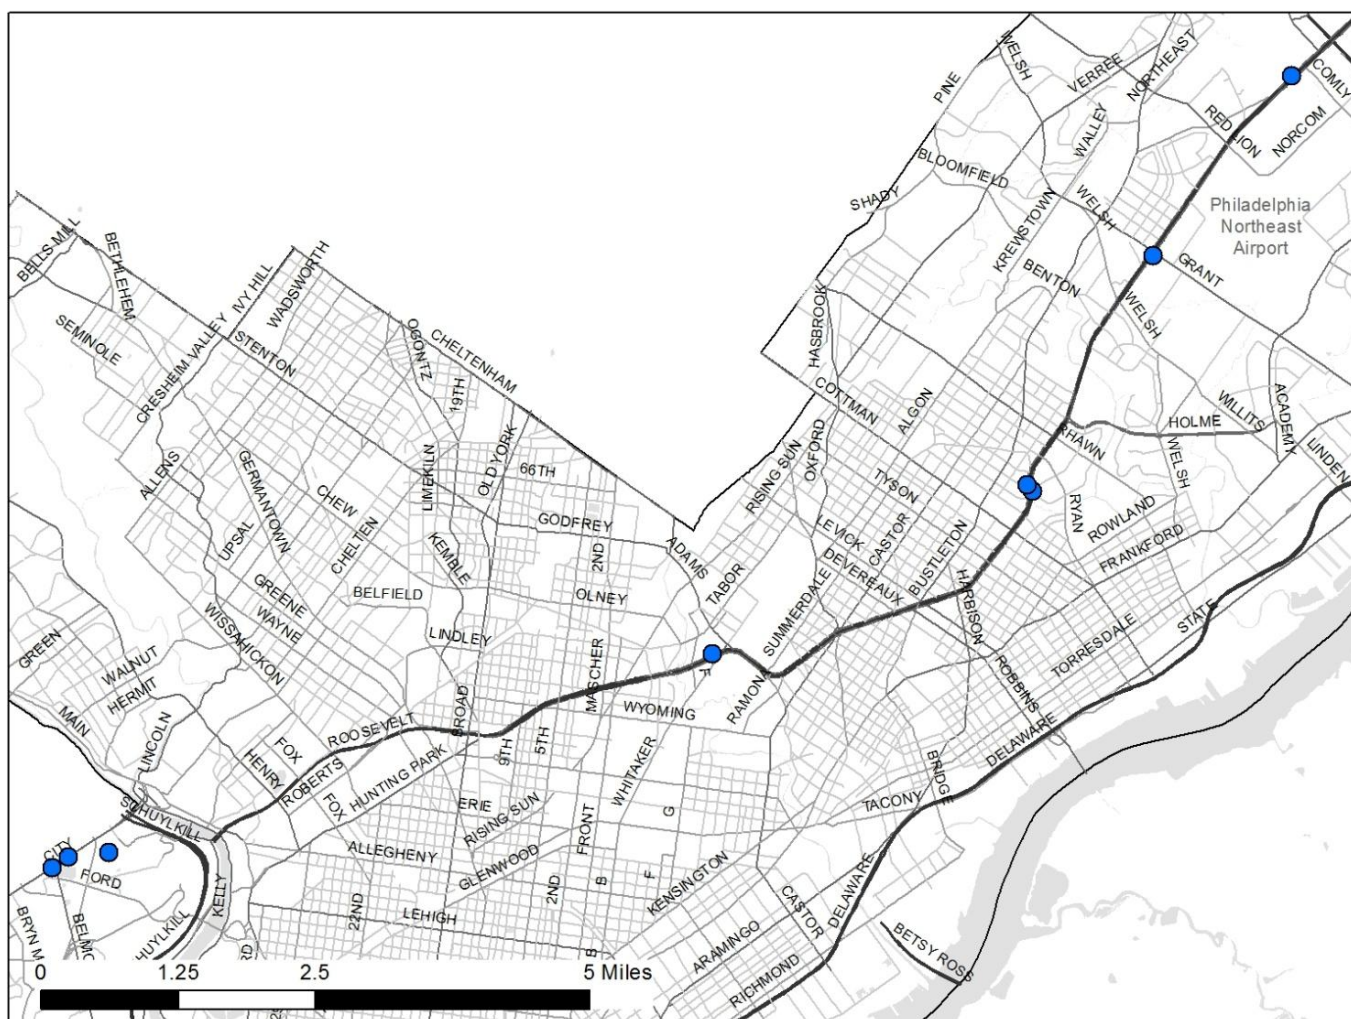 WELSH
VERREE
NORTHEAST
COMLY
PINE
RED LION
NORCOM
WALLEY
BLOOMFIELD
SHADY
KREWSTOWN
WELSH
Philadelphia
Northeast
Airport
GRANT
BENTON
WELSH
BELLS MILL
BETHLEHEM
IVY HILL
WADSWORTH
SEMINOLE
CRESHEIM VALLEY
STENTON
OGONTZ
CHELTENHAM
19TH
HASBROOK
COTTMAN
ALGON
WILLITS
ACADEMY
HOLME
RHAWN
LINDEN
WELSH
ALLENS
GERMANTOWN
UPSAL
CHEW
CHELTEN
LIMEKILN
OLD YORK
66TH
RISING SUN
OXFORD
TYSON
LEVICK
CASTOR
BUSTLETON
RYAN
ROWLAND
FRANKFORD
GODFREY
2ND
ADAMS
KEMBLE
TABOR
DEVEREAUX
GREENE
BELFIELD
OLNEY
SUMMERDALE
HARBISON
STATE
WAYNE
WISSAHICKON
LINDLEY
TORRESDALE
GREEN
WALNUT
HERMIT
MASCHER
F
RAMONA
ROBBINS
MAIN
LINCOLN
ROOSEVELT
BROAD
WYOMING
9TH
5TH
DELAWARE
FOX
HENRY
ROBERTS
HUNTING PARK
WHITAKER
BRIDGE
FOX
ERIE
RISING SUN
G
TACONY
SCHUYLKILL
CITY
FORD
KELLY
ALLEGHENY
GLENWOOD
FRONT
KENSINGTON
22ND
LEHIGH
2ND
B
F
CASTOR
DELAWARE
BRYN M
BELMO
HUYLKILL
RD
B
ARAMINGO
RICHMOND
BETSY ROSS
0 1.25 2.5 5 Miles